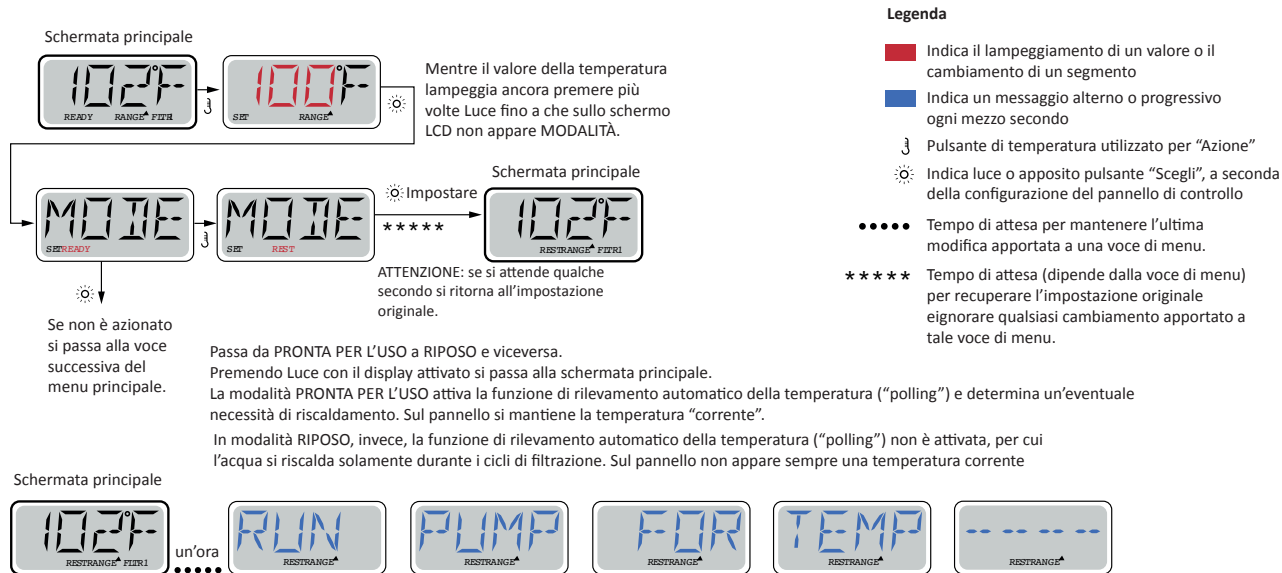 Legenda
Schermata principale
102°F
READY RANGE FITR1
100°F
SET RANGE
Mentre il valore della temperatura
lampeggia ancora premere più
volte Luce fino a che sullo schermo
LCD non appare MODALITÀ.
Indica il lampeggiamento di un valore o il
cambiamento di un segmento
Indica un messaggio alterno o progressivo
ogni mezzo secondo
Pulsante di temperatura utilizzato per “Azione”
Indica luce o apposito pulsante “Scegli”, a seconda
della configurazione del pannello di controllo
••••• Tempo di attesa per mantenere l’ultima
modifica apportata a una voce di menu.
***** Tempo di attesa (dipende dalla voce di menu)
per recuperare l’impostazione originale
eignorare qualsiasi cambiamento apportato a
tale voce di menu.
MODE
SETREADY
MODE
SET REST
Impostare
*****
Schermata principale
102°F
RESTRANGE FITR1
ATTENZIONE: se si attende qualche
secondo si ritorna all’impostazione
originale.
Se non è azionato
si passa alla voce
successiva del
menu principale.
Passa da PRONTA PER L’USO a RIPOSO e viceversa.
Premendo Luce con il display attivato si passa alla schermata principale.
La modalità PRONTA PER L’USO attiva la funzione di rilevamento automatico della temperatura (“polling”) e determina un’eventuale
necessità di riscaldamento. Sul pannello si mantiene la temperatura “corrente”.
In modalità RIPOSO, invece, la funzione di rilevamento automatico della temperatura (“polling”) non è attivata, per cui
l’acqua si riscalda solamente durante i cicli di filtrazione. Sul pannello non appare sempre una temperatura corrente
Schermata principale
102°F
RESTRANGE FLTR1
un’ora
•••••
RUN
RESTRANGE
PUMP
RESTRANGE
FOR
RESTRANGE
TEMP
RESTRANGE
-- -- -- --
RESTRANGE